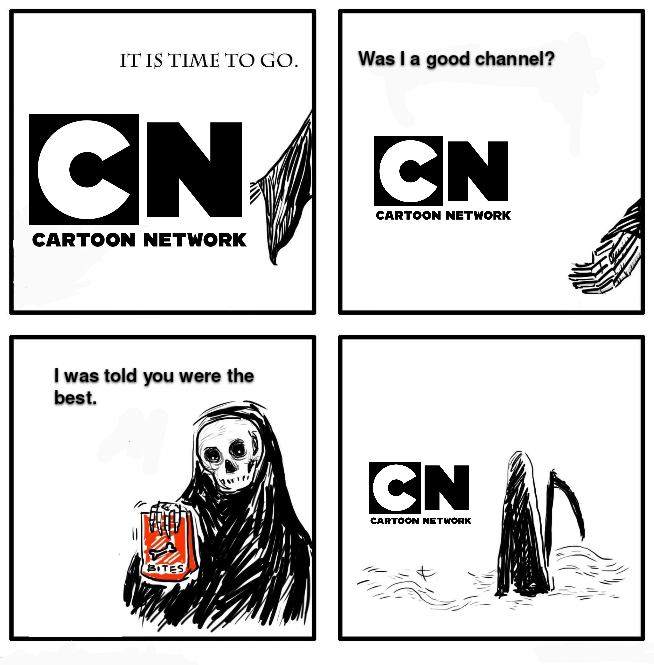 IT IS TIME TO GO.
CN
CARTOON NETWORK
Was I a good channel?
CN
CARTOON NETWORK
I was told you were the
best.
BITES
CN
CARTOON NETWORK